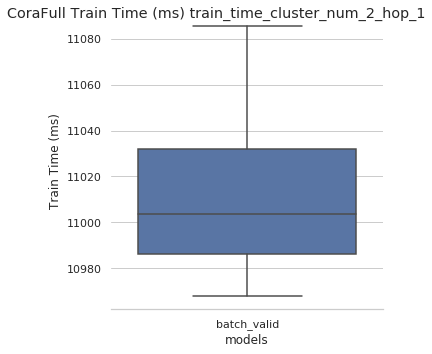 CoraFull Train Time (ms) train_time_cluster_num_2_hop_1
11080
11060
11040
11020
11000
10980
Train Time (ms)
batch_valid
models